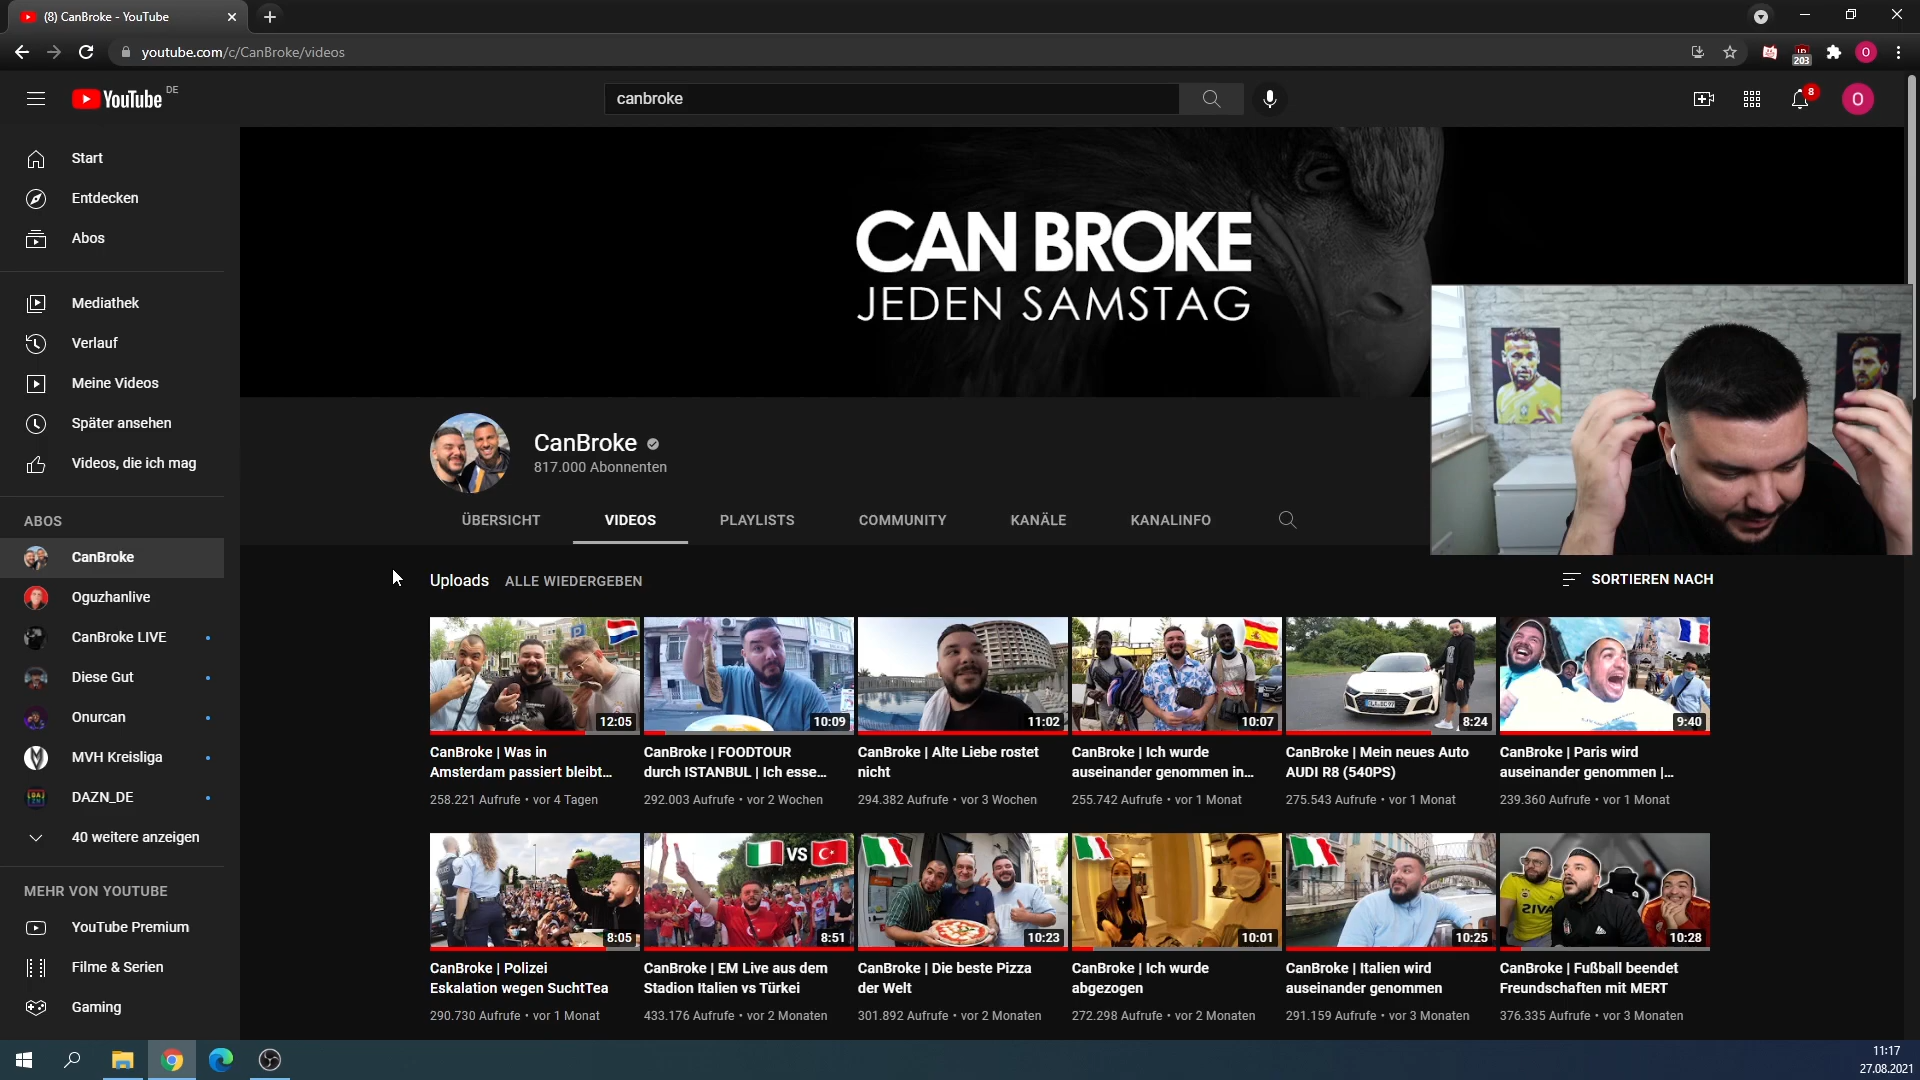 (8) CanBroke - YouTube
youtube.com/c/CanBroke/videos
203
O
YouTube DE
canbroke
8
O
Start
Entdecken
Abos
Mediathek
Verlauf
Meine Videos
Später ansehen
Videos, die ich mag
ABOS
CanBroke
Oguzhanlive
CanBroke LIVE
Diese Gut
Onurcan
MVH Kreisliga
DAZN_DE
40 weitere anzeigen
MEHR VON YOUTUBE
YouTube Premium
Filme & Serien
Gaming
CAN BROKE
JEDEN SAMSTAG
CanBroke
817.000 Abonnenten
ÜBERSICHT VIDEOS PLAYLISTS COMMUNITY KANÄLE KANALINFO
Uploads ALLE WIEDERGEBEN
SORTIEREN NACH
12:05
CanBroke | Was in
Amsterdam passiert bleibt...
258.221 Aufrufe • vor 4 Tagen
10:09
CanBroke | FOODTOUR
durch ISTANBUL | Ich esse...
292.003 Aufrufe • vor 2 Wochen
11:02
CanBroke | Alte Liebe rostet
nicht
294.382 Aufrufe • vor 3 Wochen
10:07
CanBroke | Ich wurde
auseinander genommen in...
255.742 Aufrufe • vor 1 Monat
8:24
CanBroke | Mein neues Auto
AUDI R8 (540PS)
275.543 Aufrufe • vor 1 Monat
9:40
CanBroke | Paris wird
auseinander genommen |...
239.360 Aufrufe • vor 1 Monat
8:05
CanBroke | Polizei
Eskalation wegen SuchtTea
290.730 Aufrufe • vor 1 Monat
VS
8:51
CanBroke | EM Live aus dem
Stadion Italien vs Türkei
433.176 Aufrufe • vor 2 Monaten
10:23
CanBroke | Die beste Pizza
der Welt
301.892 Aufrufe • vor 2 Monaten
10:01
CanBroke | Ich wurde
abgezogen
272.298 Aufrufe • vor 2 Monaten
10:25
CanBroke | Italien wird
auseinander genommen
291.159 Aufrufe • vor 3 Monaten
10:28
CanBroke | Fußball beendet
Freundschaften mit MERT
376.335 Aufrufe • vor 3 Monaten
11:17
27.08.2021